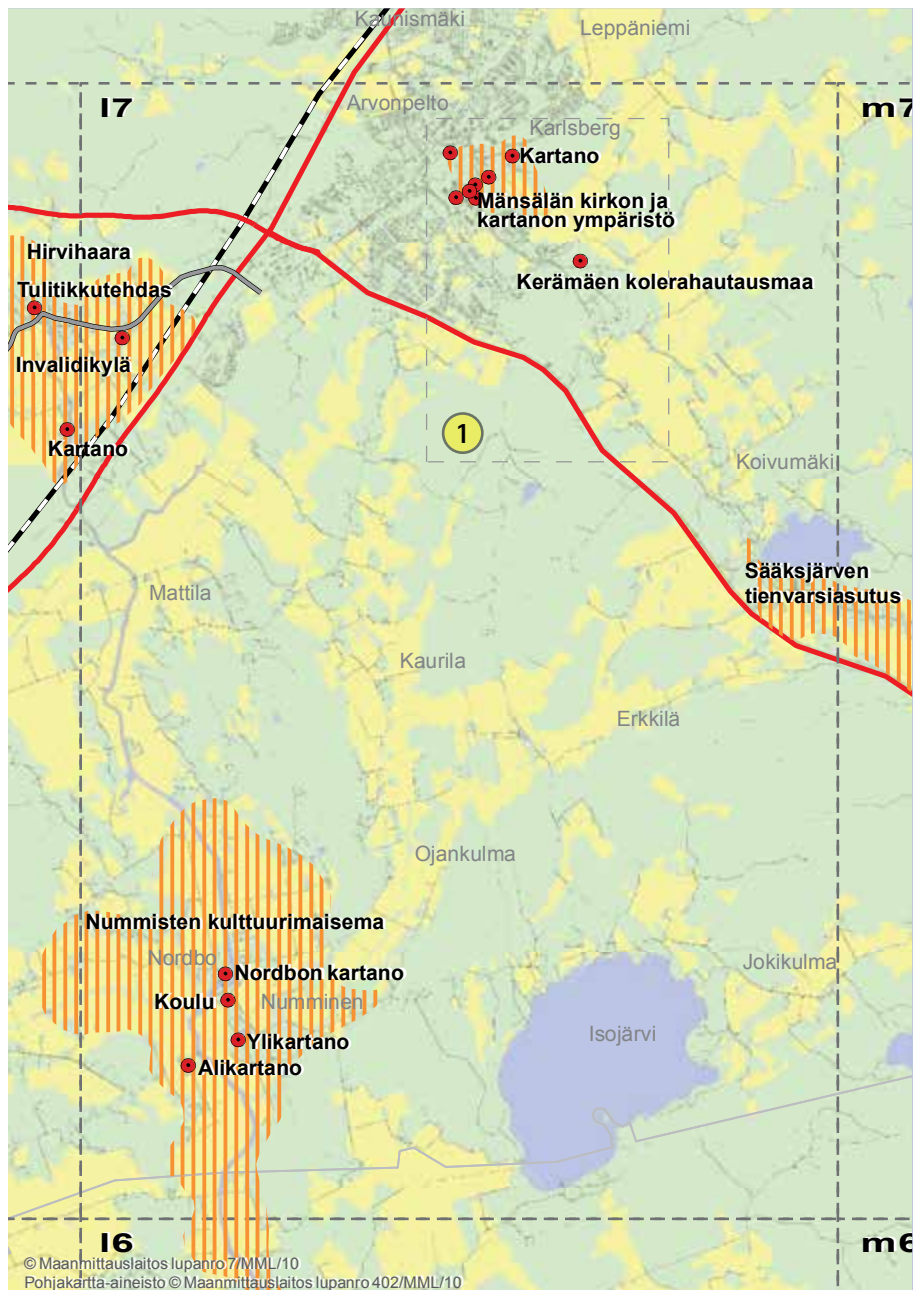 Kaunismäki
Leppäniemi
l7
Arvonpelto
m7
Karlsberg
Kartano
Mänsälän kirkon ja
kartanon ympäristö
Hirvihaara
Kerämäen kolerahautausmaa
Tulitikkutehdas
Invalidikylä
1
Kartano
Koivumäki
Sääksjärven
tienvarsiasutus
Mattila
Kaurila
Erkkilä
Ojankulma
Nummisten kulttuurimaisema
Nordbo
Jokikulma
Nordbon kartano
Koulu
Numminen
Isojärvi
Ylikartano
Alikartano
l6
m6
© Maanmittauslaitos lupanro 7/MML/10
Pohjakartta-aineisto © Maanmittauslaitos lupanro 402/MML/10